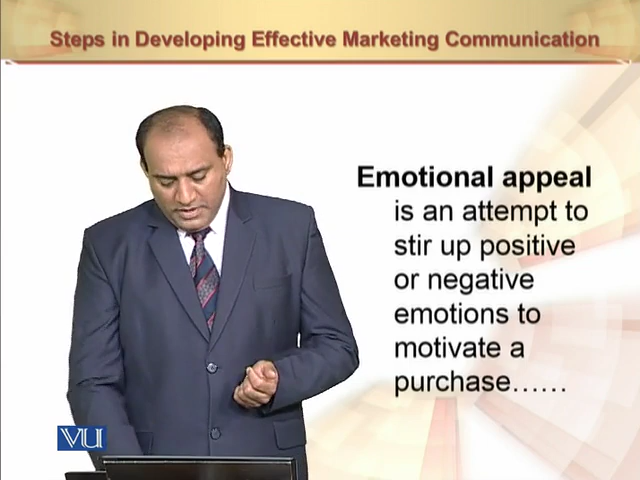 Steps in Developing Effective Marketing Communication
Emotional appeal
is an attempt to
stir up positive
or negative
emotions to
motivate a
purchase……
VU